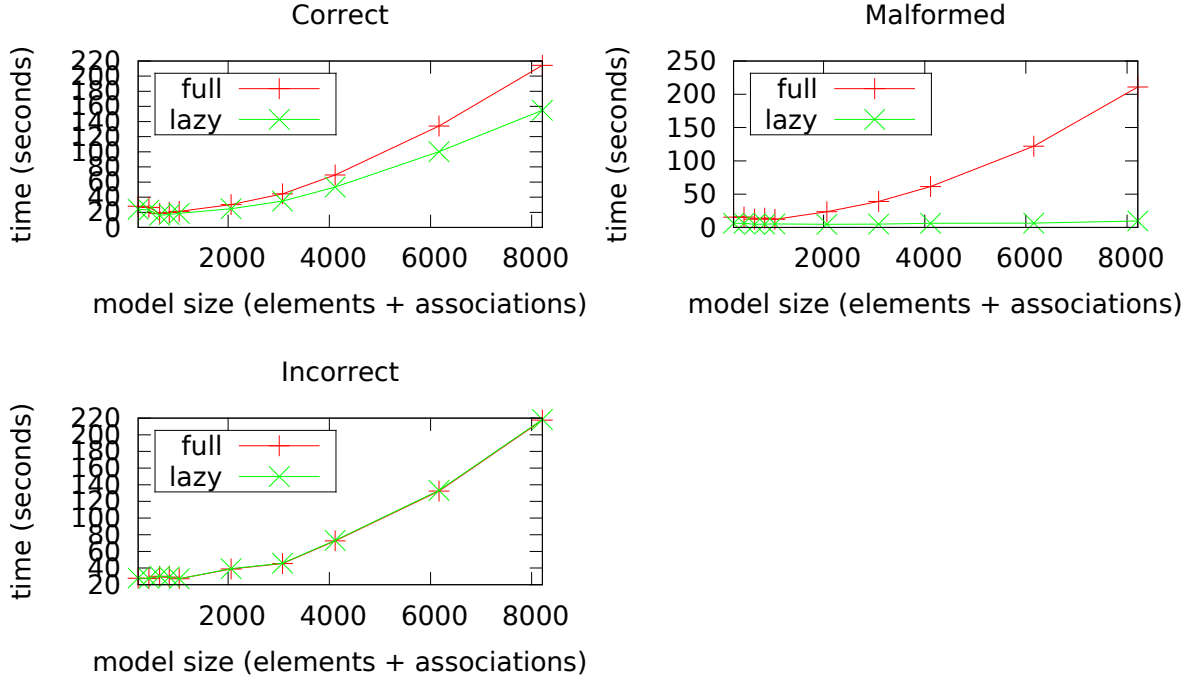 Correct
220
200
180
160
140
120
100
80
60
40
20
0
time (seconds)
full
lazy
2000 4000 6000 8000
model size (elements + associations)
Malformed
250
200
150
100
50
0
time (seconds)
full
lazy
2000 4000 6000 8000
model size (elements + associations)
Incorrect
220
200
180
160
140
120
100
80
60
40
20
time (seconds)
full
lazy
2000 4000 6000 8000
model size (elements + associations)